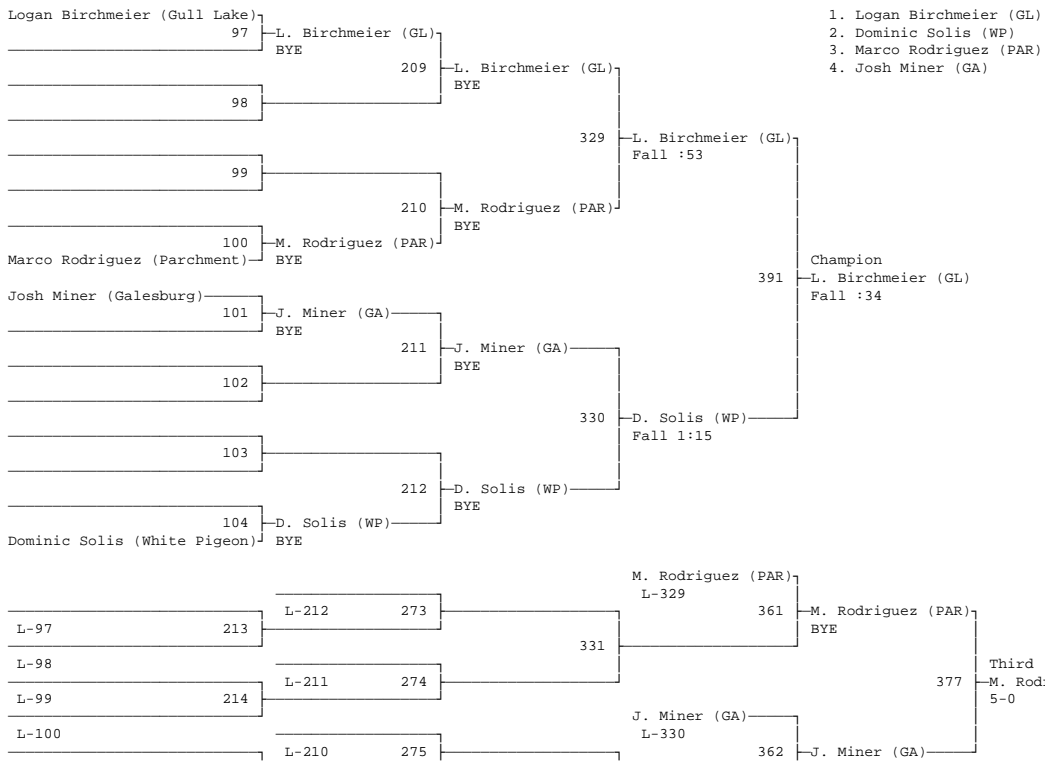 Logan Birchmeier (Gull Lake)
1. Logan Birchmeier (GL)
97 L. Birchmeier (GL)
2. Dominic Solis (WP)
BYE
3. Marco Rodriguez (PAR)
209 L. Birchmeier (GL)
4. Josh Miner (GA)
BYE
98
329 L. Birchmeier (GL)
Fall :53
99
210 M. Rodriguez (PAR)
BYE
100 M. Rodriguez (PAR)
Marco Rodriguez (Parchment) BYE
Champion
391 L. Birchmeier (GL)
Fall :34
Josh Miner (Galesburg)
101 J. Miner (GA)
BYE
211 J. Miner (GA)
BYE
102
330 D. Solis (WP)
Fall 1:15
103
212 D. Solis (WP)
BYE
104 D. Solis (WP)
Dominic Solis (White Pigeon) BYE
M. Rodriguez (PAR)
L-329
L-212 273
361 M. Rodriguez (PAR)
L-97 213
BYE
331
L-98
Third
L-211 274
377 M. Rod
L-99 214
5-0
J. Miner (GA)
L-100
L-330
L-210 275
362 J. Miner (GA)